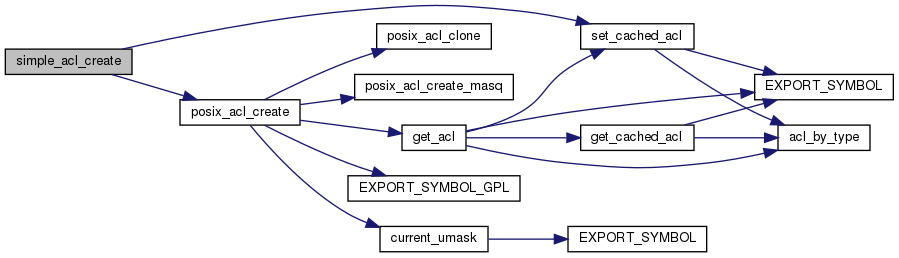 simple_acl_create
posix_acl_create
posix_acl_clone
posix_acl_create_masq
get_acl
EXPORT_SYMBOL_GPL
current_umask
set_cached_acl
get_cached_acl
EXPORT_SYMBOL
EXPORT_SYMBOL
acl_by_type